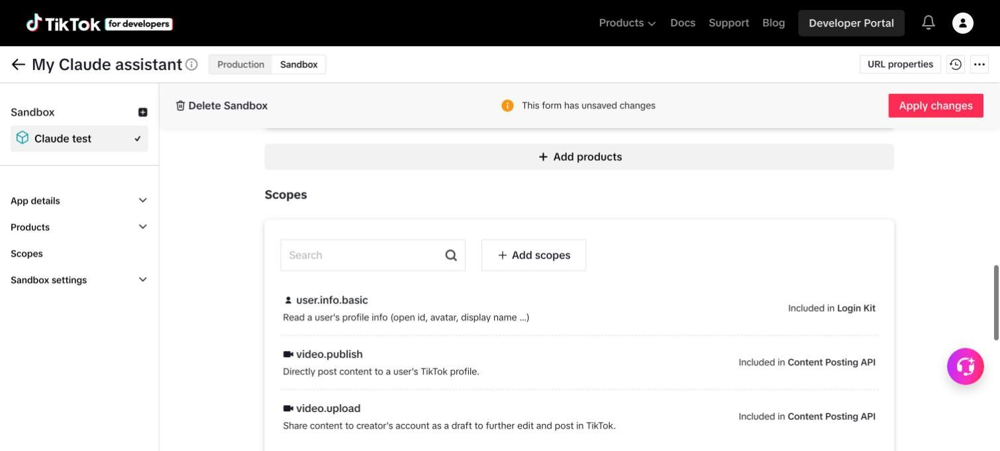 TikTok for developers
Products
Docs
Support
Blog
Developer Portal
My Claude assistant
Production
Sandbox
URL properties
Sandbox
Claude test
App details
Products
Scopes
Sandbox settings
Delete Sandbox
This form has unsaved changes
Apply changes
+ Add products
Scopes
Search
+ Add scopes
user.info.basic
Read a user's profile info (open id, avatar, display name ...)
Included in Login Kit
video.publish
Directly post content to a user's TikTok profile.
Included in Content Posting API
video.upload
Share content to creator's account as a draft to further edit and post in TikTok.
Included in Content Posting API